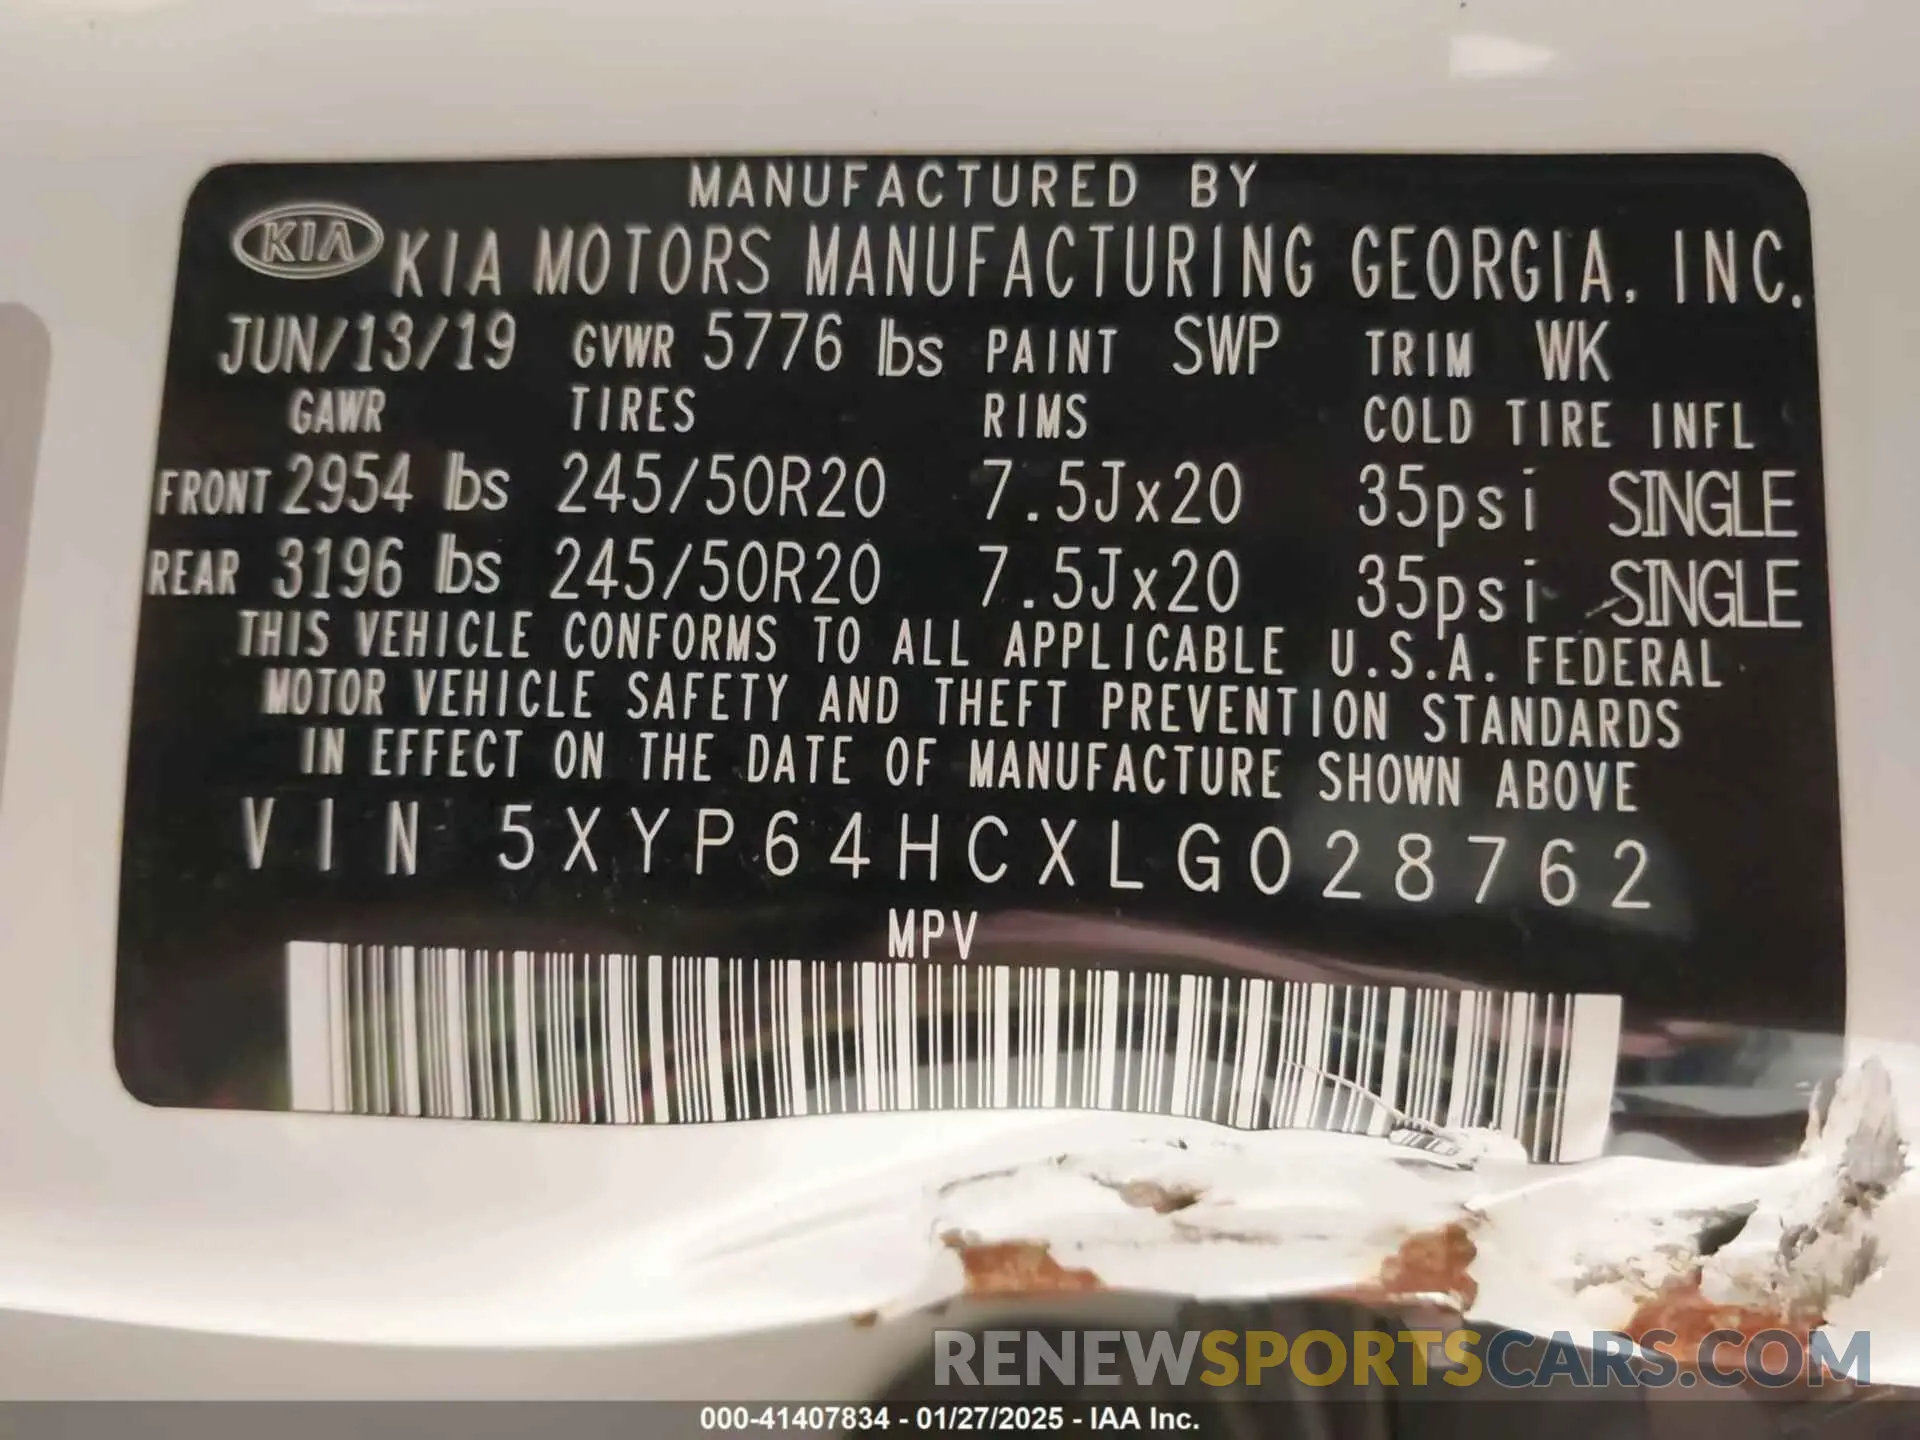 MANUFACTURED BY
KIA KIA MOTORS MANUFACTURING GEORGIA, INC.
JUN/13/19 GVWR 5776 lbs PAINT SWP TRIM WK
GAWR TIRES RIMS COLD TIRE INFL
FRONT 2954 lbs 245/50R20 7.5Jx20 35psi SINGLE
REAR 3196 lbs 245/50R20 7.5Jx20 35psi SINGLE
THIS VEHICLE CONFORMS TO ALL APPLICABLE U.S.A. FEDERAL
MOTOR VEHICLE SAFETY AND THEFT PREVENTION STANDARDS
IN EFFECT ON THE DATE OF MANUFACTURE SHOWN ABOVE
VIN 5XYP64HCXLG028762
MPV
RENEWSPORTSCARS.COM
000-41407834 - 01/27/2025 - IAA Inc.